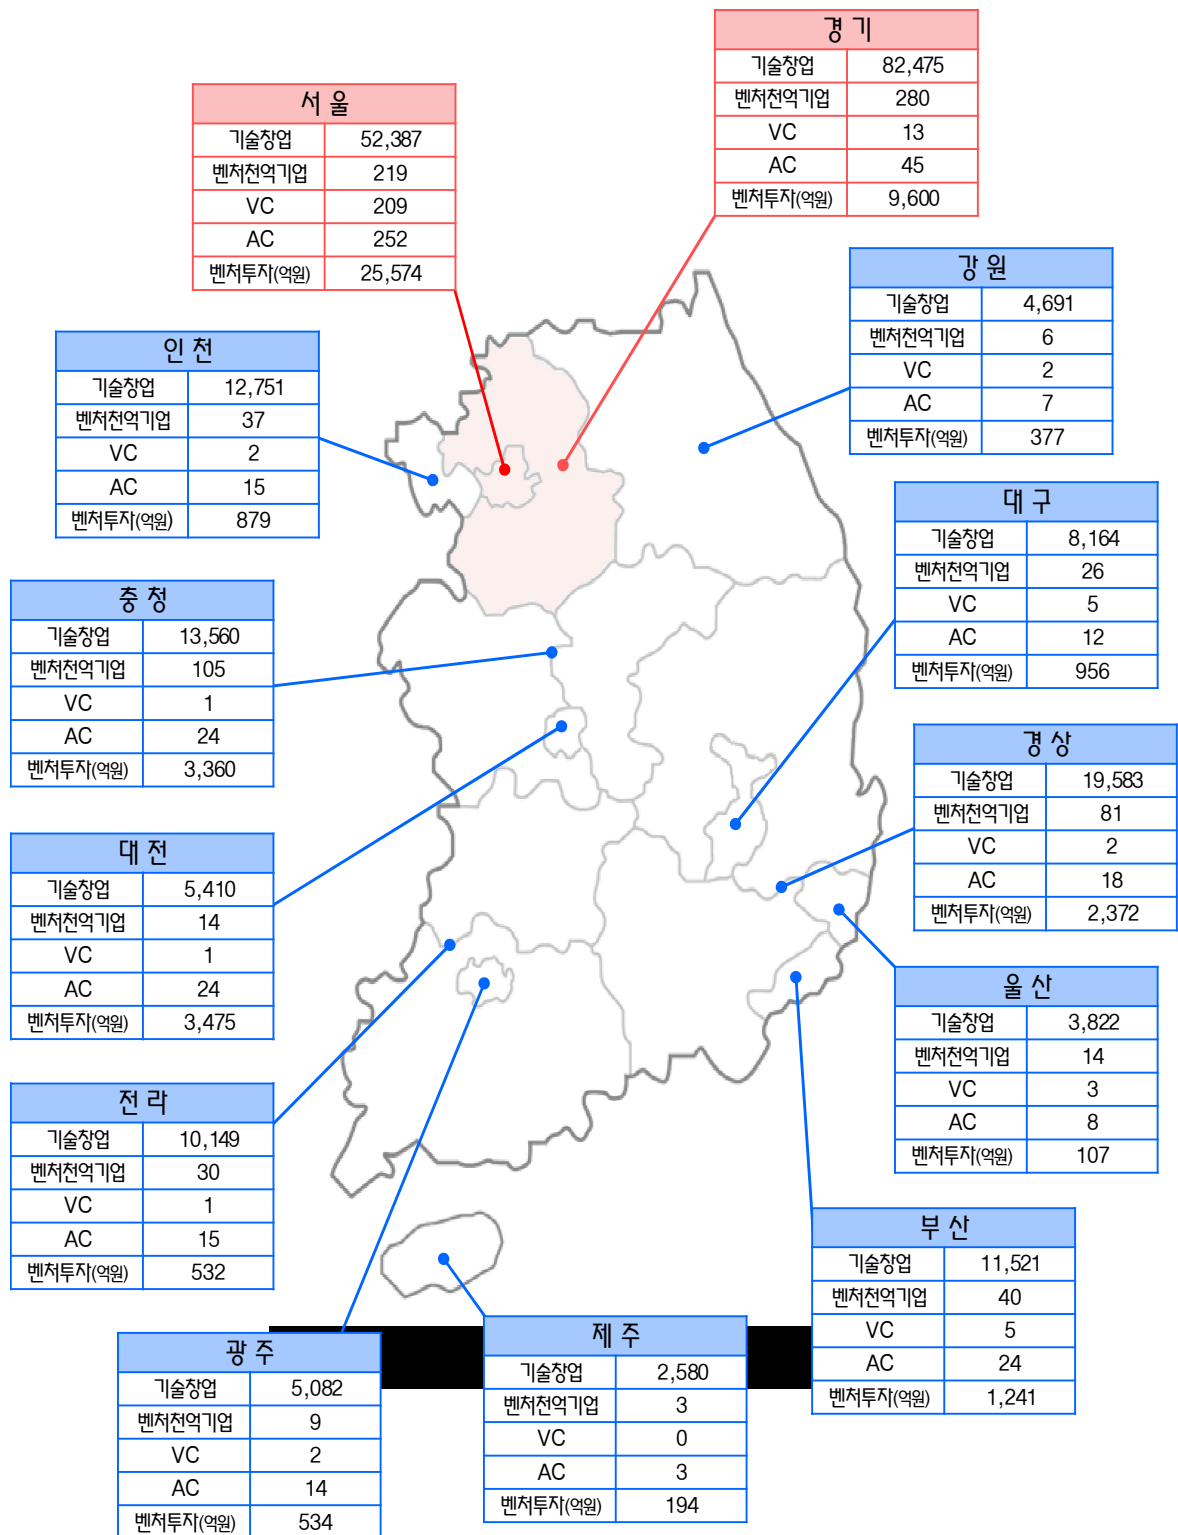 경 기
기술창업 82,475
벤처천억기업 280
VC 13
AC 45
벤처투자(억원) 9,600
서 울
기술창업 52,387
벤처천억기업 219
VC 209
AC 252
벤처투자(억원) 25,574
강 원
기술창업 4,691
벤처천억기업 6
VC 2
AC 7
벤처투자(억원) 377
인 천
기술창업 12,751
벤처천억기업 37
VC 2
AC 15
벤처투자(억원) 879
대 구
기술창업 8,164
벤처천억기업 26
VC 5
AC 12
벤처투자(억원) 956
충 청
기술창업 13,560
벤처천억기업 105
VC 1
AC 24
벤처투자(억원) 3,360
경 상
기술창업 19,583
벤처천억기업 81
VC 2
AC 18
벤처투자(억원) 2,372
대 전
기술창업 5,410
벤처천억기업 14
VC 1
AC 24
벤처투자(억원) 3,475
울 산
기술창업 3,822
벤처천억기업 14
VC 3
AC 8
벤처투자(억원) 107
전 라
기술창업 10,149
벤처천억기업 30
VC 1
AC 15
벤처투자(억원) 532
부 산
기술창업 11,521
벤처천억기업 40
VC 5
AC 24
벤처투자(억원) 1,241
광 주
기술창업 5,082
벤처천억기업 9
VC 2
AC 14
벤처투자(억원) 534
제 주
기술창업 2,580
벤처천억기업 3
VC 0
AC 3
벤처투자(억원) 194